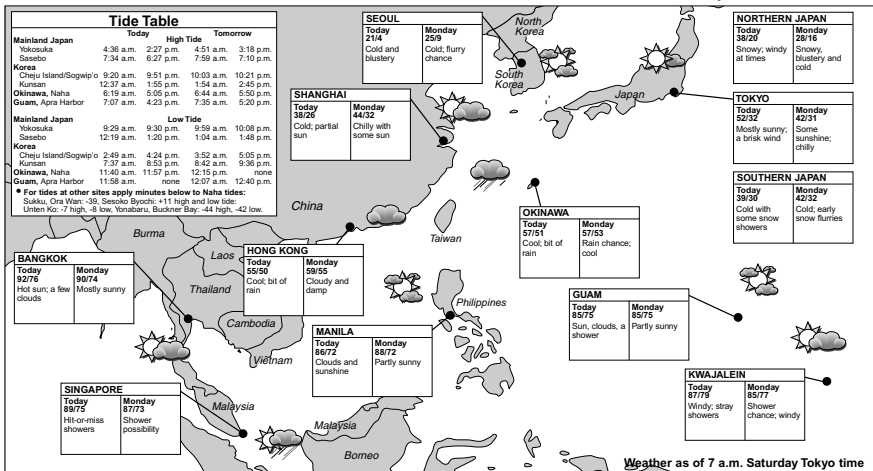 Tide Table
Today Tomorrow
High Tide
Mainland Japan
Yokosuka 4:36 a.m. 2:27 p.m. 4:51 a.m. 3:18 p.m.
Sasebo 7:34 a.m. 6:27 p.m. 7:59 a.m. 7:10 p.m.
Korea
Cheju Island/Sogwip'o 9:20 a.m. 9:51 p.m. 10:03 a.m. 10:21 p.m.
Kunsan 12:37 a.m. 1:55 p.m. 1:54 a.m. 2:45 p.m.
Okinawa, Naha 6:19 a.m. 5:05 p.m. 6:44 a.m. 5:50 p.m.
Guam, Apra Harbor 7:07 a.m. 4:23 p.m. 7:35 a.m. 5:20 p.m.
Mainland Japan Low Tide
Yokosuka 9:29 a.m. 9:30 p.m. 9:59 a.m. 10:08 p.m.
Sasebo 12:19 a.m. 1:20 p.m. 1:04 a.m. 1:48 p.m.
Korea
Cheju Island/Sogwip'o 2:49 a.m. 4:24 p.m. 3:52 a.m. 5:05 p.m.
Kunsan 7:37 a.m. 8:53 p.m. 8:42 a.m. 9:36 p.m.
Okinawa, Naha 11:40 a.m. 11:57 p.m. 12:15 p.m. none
Guam, Apra Harbor 11:58 a.m. none 12:07 a.m. 12:40 p.m.
• For tides at other sites apply minutes below to Naha tides:
Sukku, Ora Wan: -39, Sesoko Byochi: +11 high and low tide:
Unten Ko: -7 high, -8 low, Yonabaru, Buckner Bay: -44 high, -42 low.
SEOUL
Today Monday
21/4 25/9
Cold and Cold; flurry
blustery chance
North
Korea
South
Korea
Japan
NORTHERN JAPAN
Today Monday
38/20 28/16
Snowy; windy Snowy,
at times blustery and
cold
SHANGHAI
Today Monday
38/26 44/32
Cold; partial Chilly with
sun some sun
TOKYO
Today Monday
52/32 42/31
Mostly sunny; Some
a brisk wind sunshine;
chilly
SOUTHERN JAPAN
Today Monday
39/30 42/32
Cold with Cold; early
some snow snow flurries
showers
China
Taiwan
OKINAWA
Today Monday
57/51 57/53
Cool; bit of Rain chance;
rain cool
Burma
Laos
Thailand
Cambodia
Vietnam
BANGKOK
Today Monday
92/76 90/74
Hot sun; a few Mostly sunny
clouds
HONG KONG
Today Monday
55/50 59/55
Cool; bit of Cloudy and
rain damp
Philippines
GUAM
Today Monday
85/75 85/75
Sun, clouds, a Partly sunny
shower
MANILA
Today Monday
86/72 88/72
Clouds and Partly sunny
sunshine
KWAJALEIN
Today Monday
87/79 85/77
Windy; stray Shower
showers chance; windy
SINGAPORE
Today Monday
89/75 87/73
Hit-or-miss Shower
showers possibility
Malaysia
Malaysia
Borneo
Weather as of 7 a.m. Saturday Tokyo time